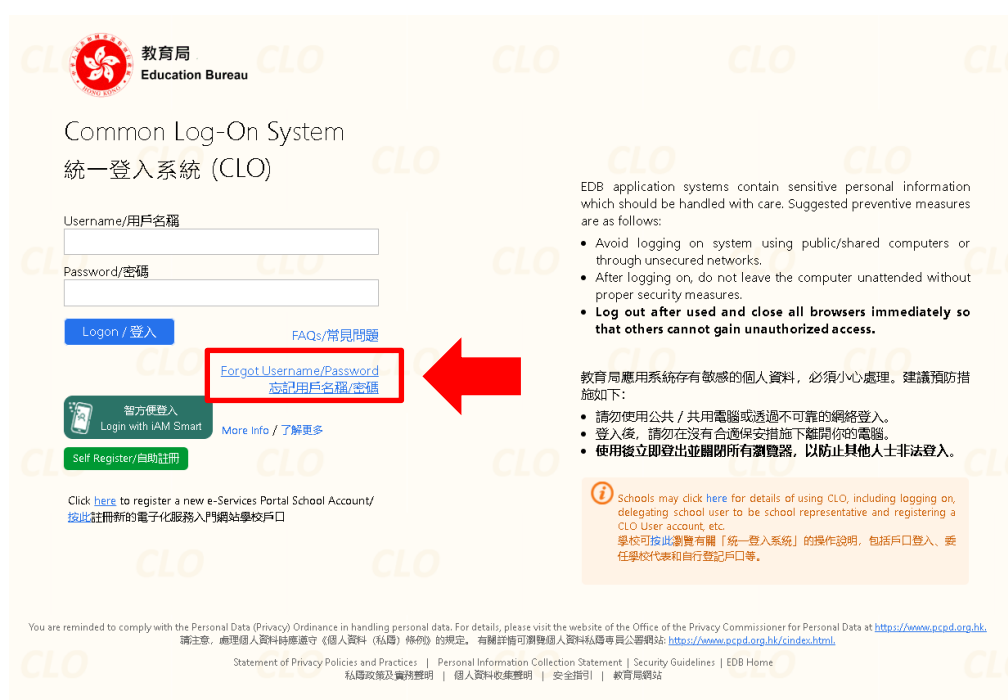 教育局
Education Bureau
Common Log-On System
統一登入系統 (CLO)
Username/用戶名稱
Password/密碼
Logon / 登入
FAQs/常見問題
Forgot Username/Password
忘記用戶名稱/密碼
智方便登入
Login with iAM Smart
More Info / 了解更多
Self Register/自助註冊
Click here to register a new e-Services Portal School Account/
按此註冊新的電子化服務入門網站學校戶口
EDB application systems contain sensitive personal information
which should be handled with care. Suggested preventive measures
are as follows:
• Avoid logging on system using public/shared computers or
through unsecured networks.
• After logging on, do not leave the computer unattended without
proper security measures.
• Log out after used and close all browsers immediately so
that others cannot gain unauthorized access.
教育局應用系統存有敏感的個人資料，必須小心處理。建議預防措
施如下：
• 請勿使用公共 / 共用電腦或透過不可靠的網絡登入。
• 登入後，請勿在沒有合適保安措施下離開你的電腦。
• 使用後立即登出並關閉所有瀏覽器，以防止其他人士非法登入。
Schools may click here for details of using CLO, including logging on,
delegating school user to be school representative and registering a
CLO User account, etc.
學校可按此瀏覽有關「統一登入系統」的操作說明，包括戶口登入、委
任學校代表和自行登記戶口等。
You are reminded to comply with the Personal Data (Privacy) Ordinance in handling personal data. For details, please visit the website of the Office of the Privacy Commissioner for Personal Data at https://www.pcpd.org.hk.
請注意，處理個人資料時應遵守《個人資料（私隱）條例》的規定。 有關詳情可瀏覽個人資料私隱專員公署網站: https://www.pcpd.org.hk/cindex.html.
Statement of Privacy Policies and Practices | Personal Information Collection Statement | Security Guidelines | EDB Home
私隱政策及實務聲明 | 個人資料收集聲明 | 安全指引 | 教育局網站